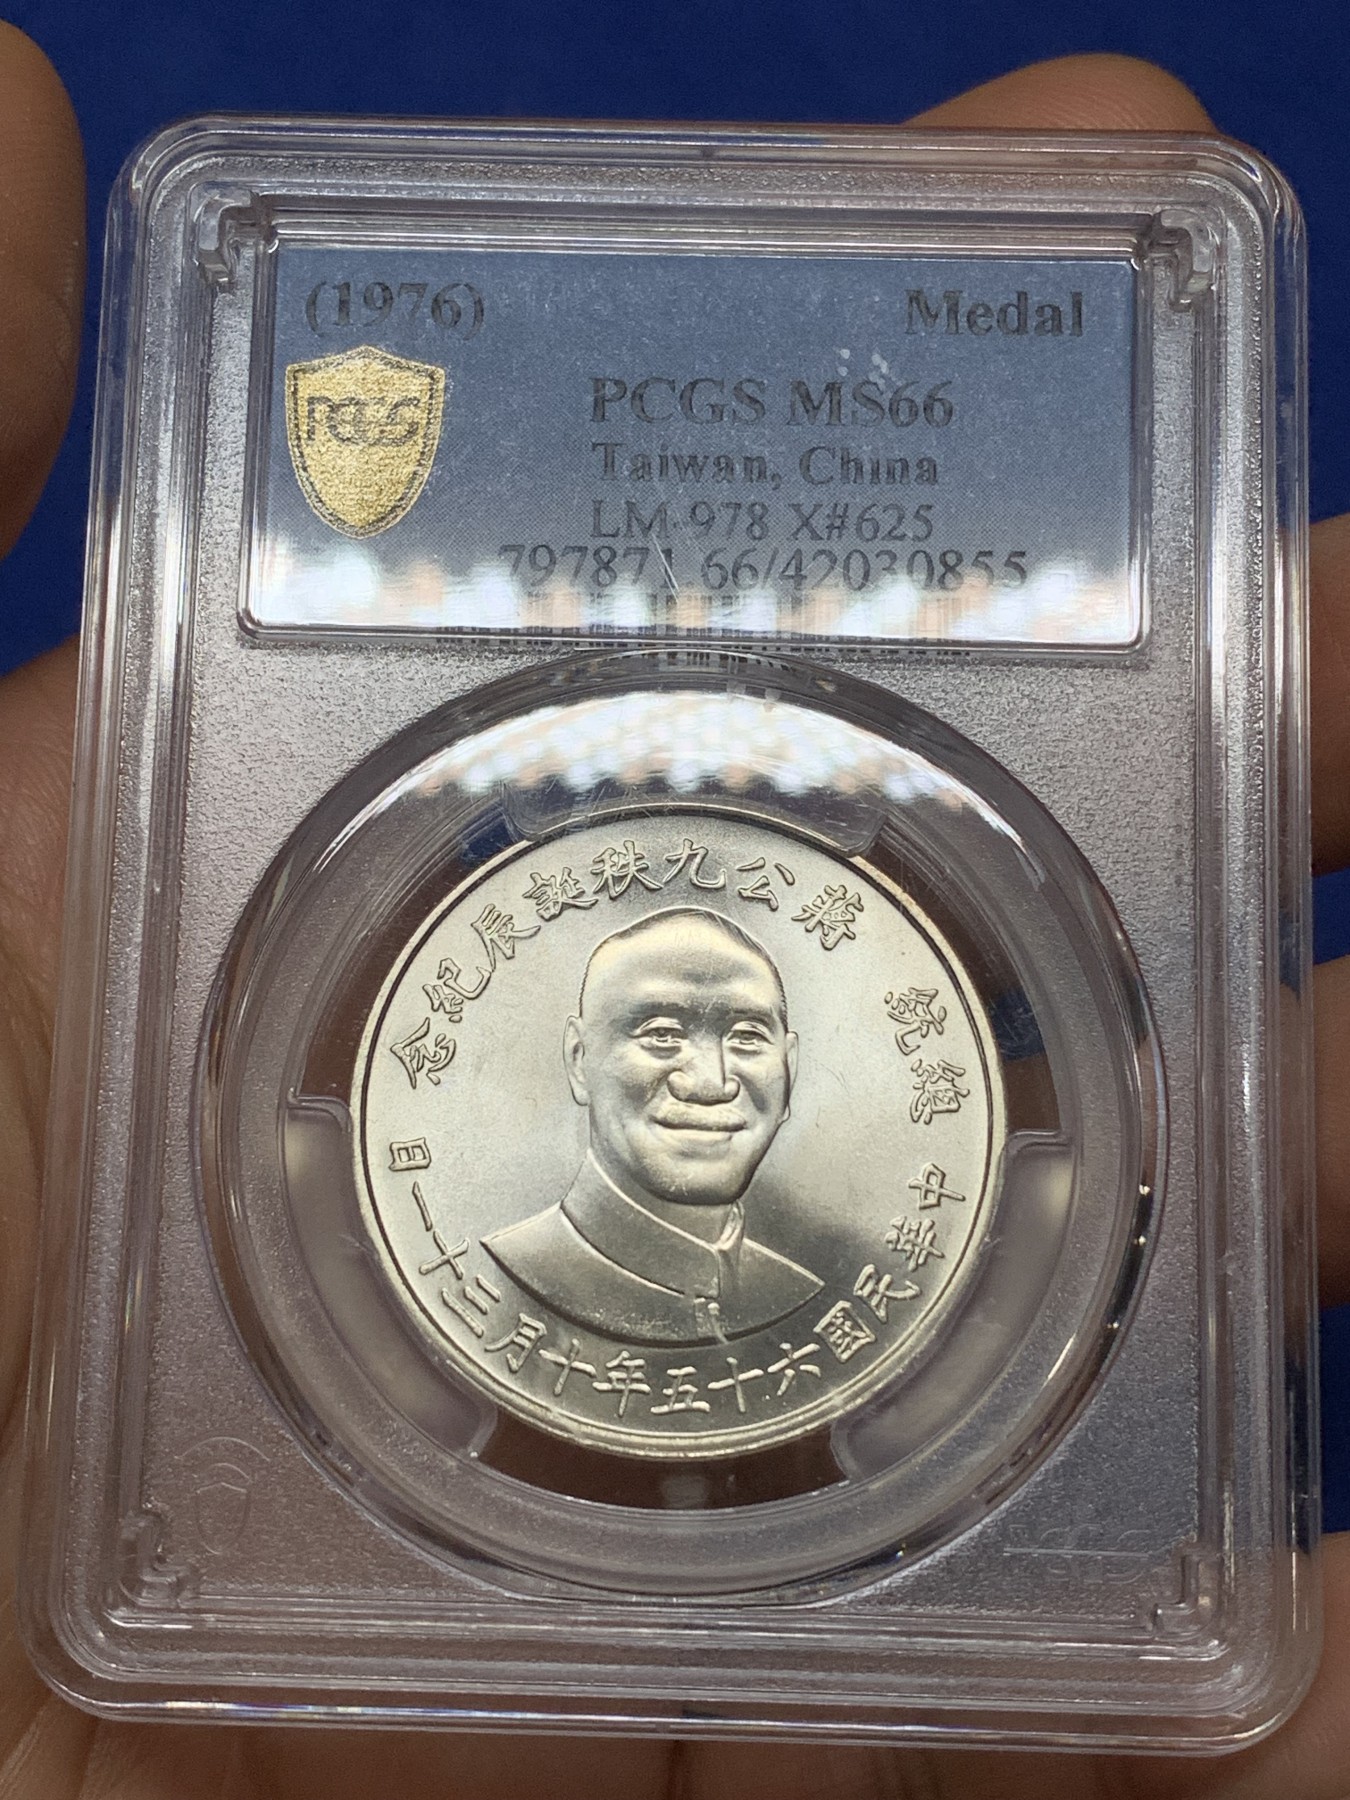 (1976) Medal
PCGS
PCGS MS66
Taiwan, China
LM-978 X#625
797871.66/42030855
總統 蔣公九秩誕辰紀念
中華民國六十五年十月三十一日